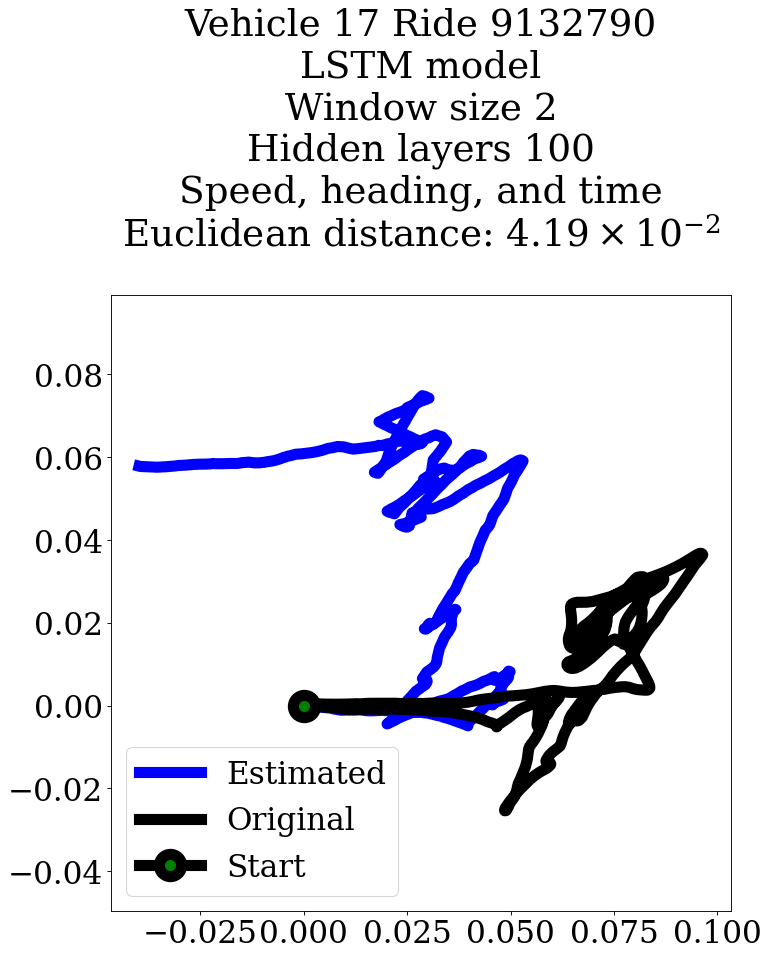 Vehicle 17 Ride 9132790
LSTM model
Window size 2
Hidden layers 100
Speed, heading, and time
Euclidean distance: 4.19 × 10⁻²
0.08
0.06
0.04
0.02
0.00
−0.02
−0.04
Estimated
Original
Start
−0.025 0.000 0.025 0.050 0.075 0.100